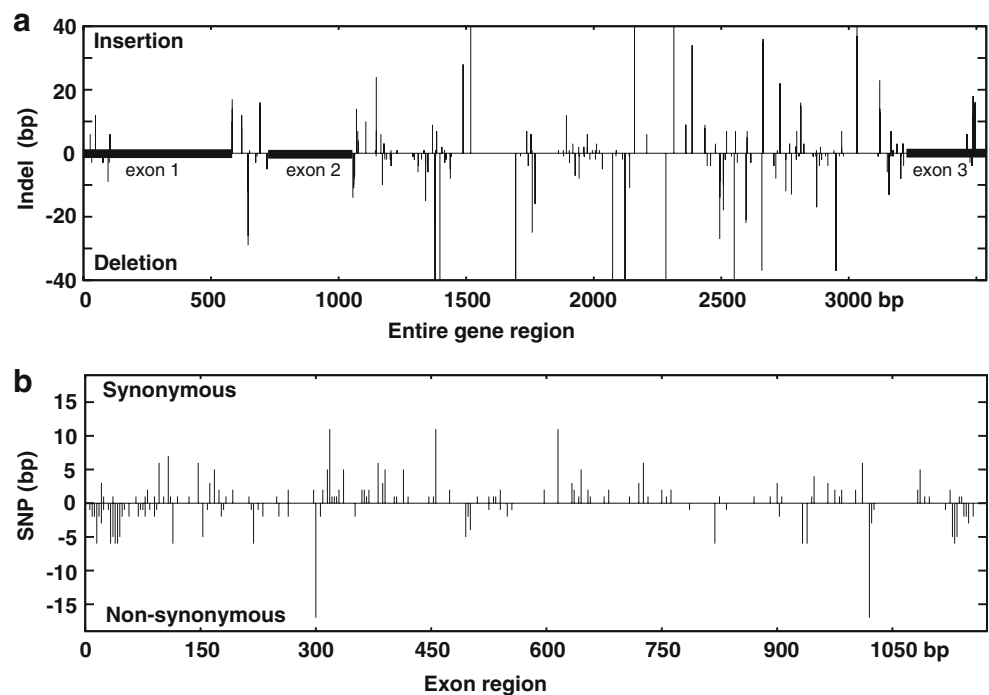 a
Insertion
40
20
0
-20
-40
Indel (bp)
exon 1
exon 2
exon 3
Deletion
0 500 1000 1500 2000 2500 3000 bp
Entire gene region
b
Synonymous
15
10
5
0
-5
-10
-15
SNP (bp)
Non-synonymous
0 150 300 450 600 750 900 1050 bp
Exon region